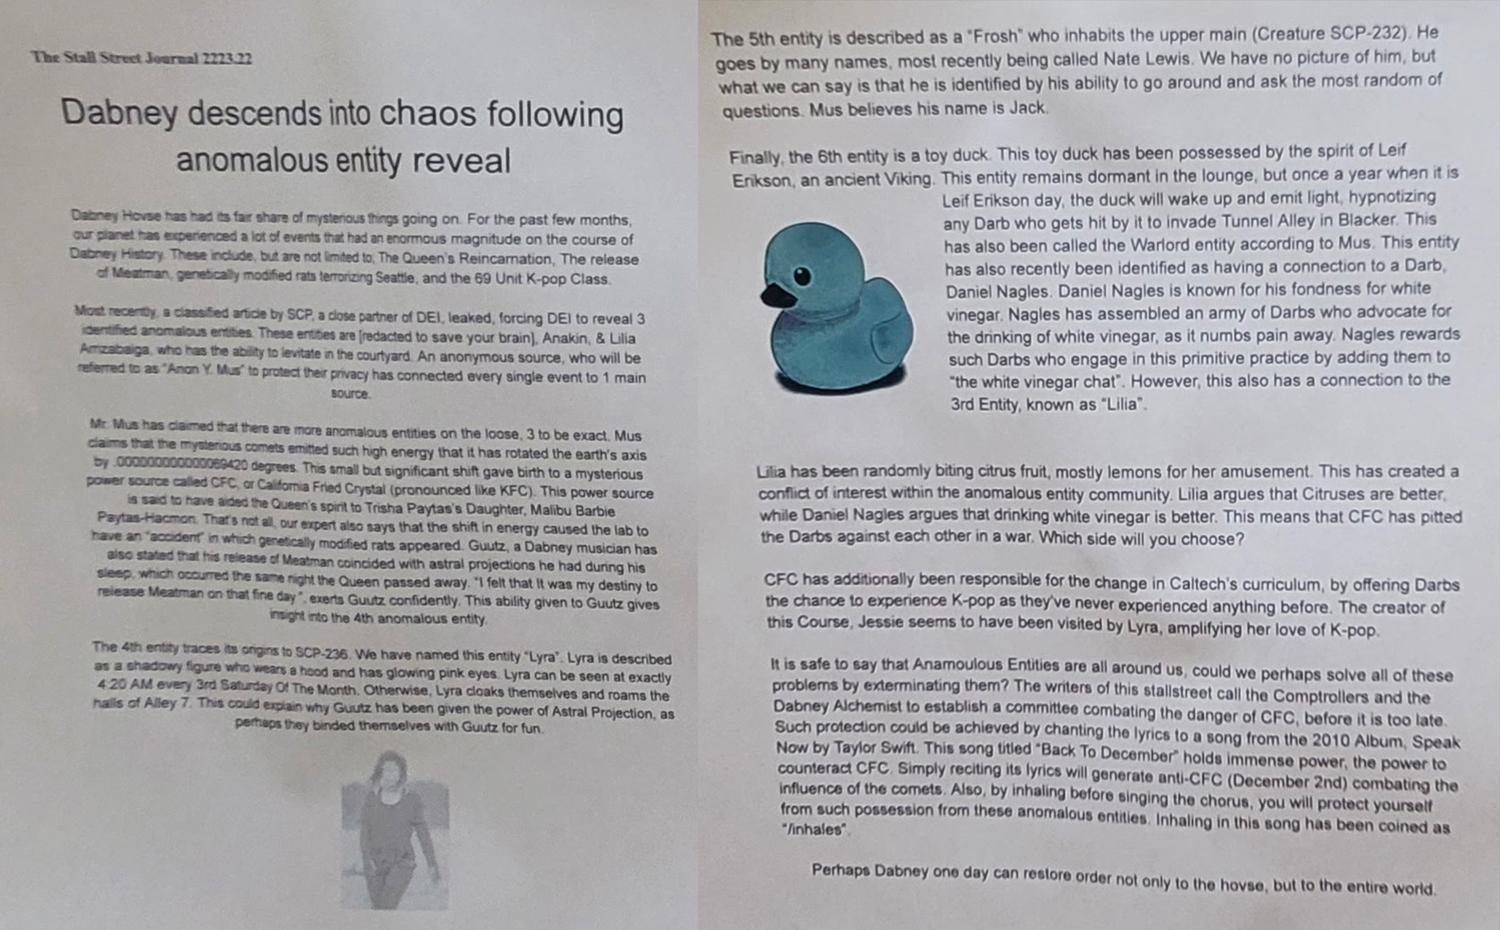 The Stall Street Journal 2223.22
Dabney descends into chaos following
anomalous entity reveal
Dabney Hovse has had its fair share of mysterious things going on. For the past few months,
our planet has experienced a lot of events that had an enormous magnitude on the course of
Dabney History. These include, but are not limited to; The Queen's Reincarnation, The release
of Meatman, genetically modified rats terrorizing Seattle, and the 69 Unit K-pop Class.
Most recently, a classified article by SCP, a close partner of DEI, leaked, forcing DEI to reveal 3
identified anomalous entities. These entities are [redacted to save your brain], Anakin, & Lilia
Arrizabalga, who has the ability to levitate in the courtyard. An anonymous source, who will be
referred to as "Anon Y. Mus" to protect their privacy has connected every single event to 1 main
source.
Mr. Mus has claimed that there are more anomalous entities on the loose, 3 to be exact. Mus
claims that the mysterious comets emitted such high energy that it has rotated the earth's axis
by degrees. This small but significant shift gave birth to a mysterious
power source called CFC, or California Fried Crystal (pronounced like KFC). This power source
is said to have aided the Queen's spirit to Trisha Paytas's Daughter, Malibu Barbie
Paytas-Hacmon. That's not all, our expert also says that the shift in energy caused the lab to
have an "accident" in which genetically modified rats appeared. Guutz, a Dabney musician has
also stated that his release of Meatman coincided with astral projections he had during his
sleep, which occurred the same night the Queen passed away. "I felt that It was my destiny to
release Meatman on that fine day", exerts Guutz confidently. This ability given to Guutz gives
insight into the 4th anomalous entity.
The 4th entity traces its origins to SCP-236. We have named this entity "Lyra". Lyra is described
as a shadowy figure who wears a hood and has glowing pink eyes. Lyra can be seen at exactly
4:20 AM every 3rd Saturday Of The Month. Otherwise, Lyra cloaks themselves and roams the
halls of Alley 7. This could explain why Guutz has been given the power of Astral Projection, as
perhaps they binded themselves with Guutz for fun.
The 5th entity is described as a "Frosh" who inhabits the upper main (Creature SCP-232). He
goes by many names, most recently being called Nate Lewis. We have no picture of him, but
what we can say is that he is identified by his ability to go around and ask the most random of
questions. Mus believes his name is Jack.
Finally, the 6th entity is a toy duck. This toy duck has been possessed by the spirit of Leif
Erikson, an ancient Viking. This entity remains dormant in the lounge, but once a year when it is
Leif Erikson day, the duck will wake up and emit light, hypnotizing
any Darb who gets hit by it to invade Tunnel Alley in Blacker. This
has also been called the Warlord entity according to Mus. This entity
has also recently been identified as having a connection to a Darb,
Daniel Nagles. Daniel Nagles is known for his fondness for white
vinegar. Nagles has assembled an army of Darbs who advocate for
the drinking of white vinegar, as it numbs pain away. Nagles rewards
such Darbs who engage in this primitive practice by adding them to
"the white vinegar chat". However, this also has a connection to the
3rd Entity, known as "Lilia".
Lilia has been randomly biting citrus fruit, mostly lemons for her amusement. This has created a
conflict of interest within the anomalous entity community. Lilia argues that Citruses are better,
while Daniel Nagles argues that drinking white vinegar is better. This means that CFC has pitted
the Darbs against each other in a war. Which side will you choose?
CFC has additionally been responsible for the change in Caltech's curriculum, by offering Darbs
the chance to experience K-pop as they've never experienced anything before. The creator of
this Course, Jessie seems to have been visited by Lyra, amplifying her love of K-pop.
It is safe to say that Anamoulous Entities are all around us, could we perhaps solve all of these
problems by exterminating them? The writers of this stallstreet call the Comptrollers and the
Dabney Alchemist to establish a committee combating the danger of CFC, before it is too late.
Such protection could be achieved by chanting the lyrics to a song from the 2010 Album, Speak
Now by Taylor Swift. This song titled "Back To December" holds immense power, the power to
counteract CFC. Simply reciting its lyrics will generate anti-CFC (December 2nd) combating the
influence of the comets. Also, by inhaling before singing the chorus, you will protect yourself
from such possession from these anomalous entities. Inhaling in this song has been coined as
"/inhales".
Perhaps Dabney one day can restore order not only to the hovse, but to the entire world.